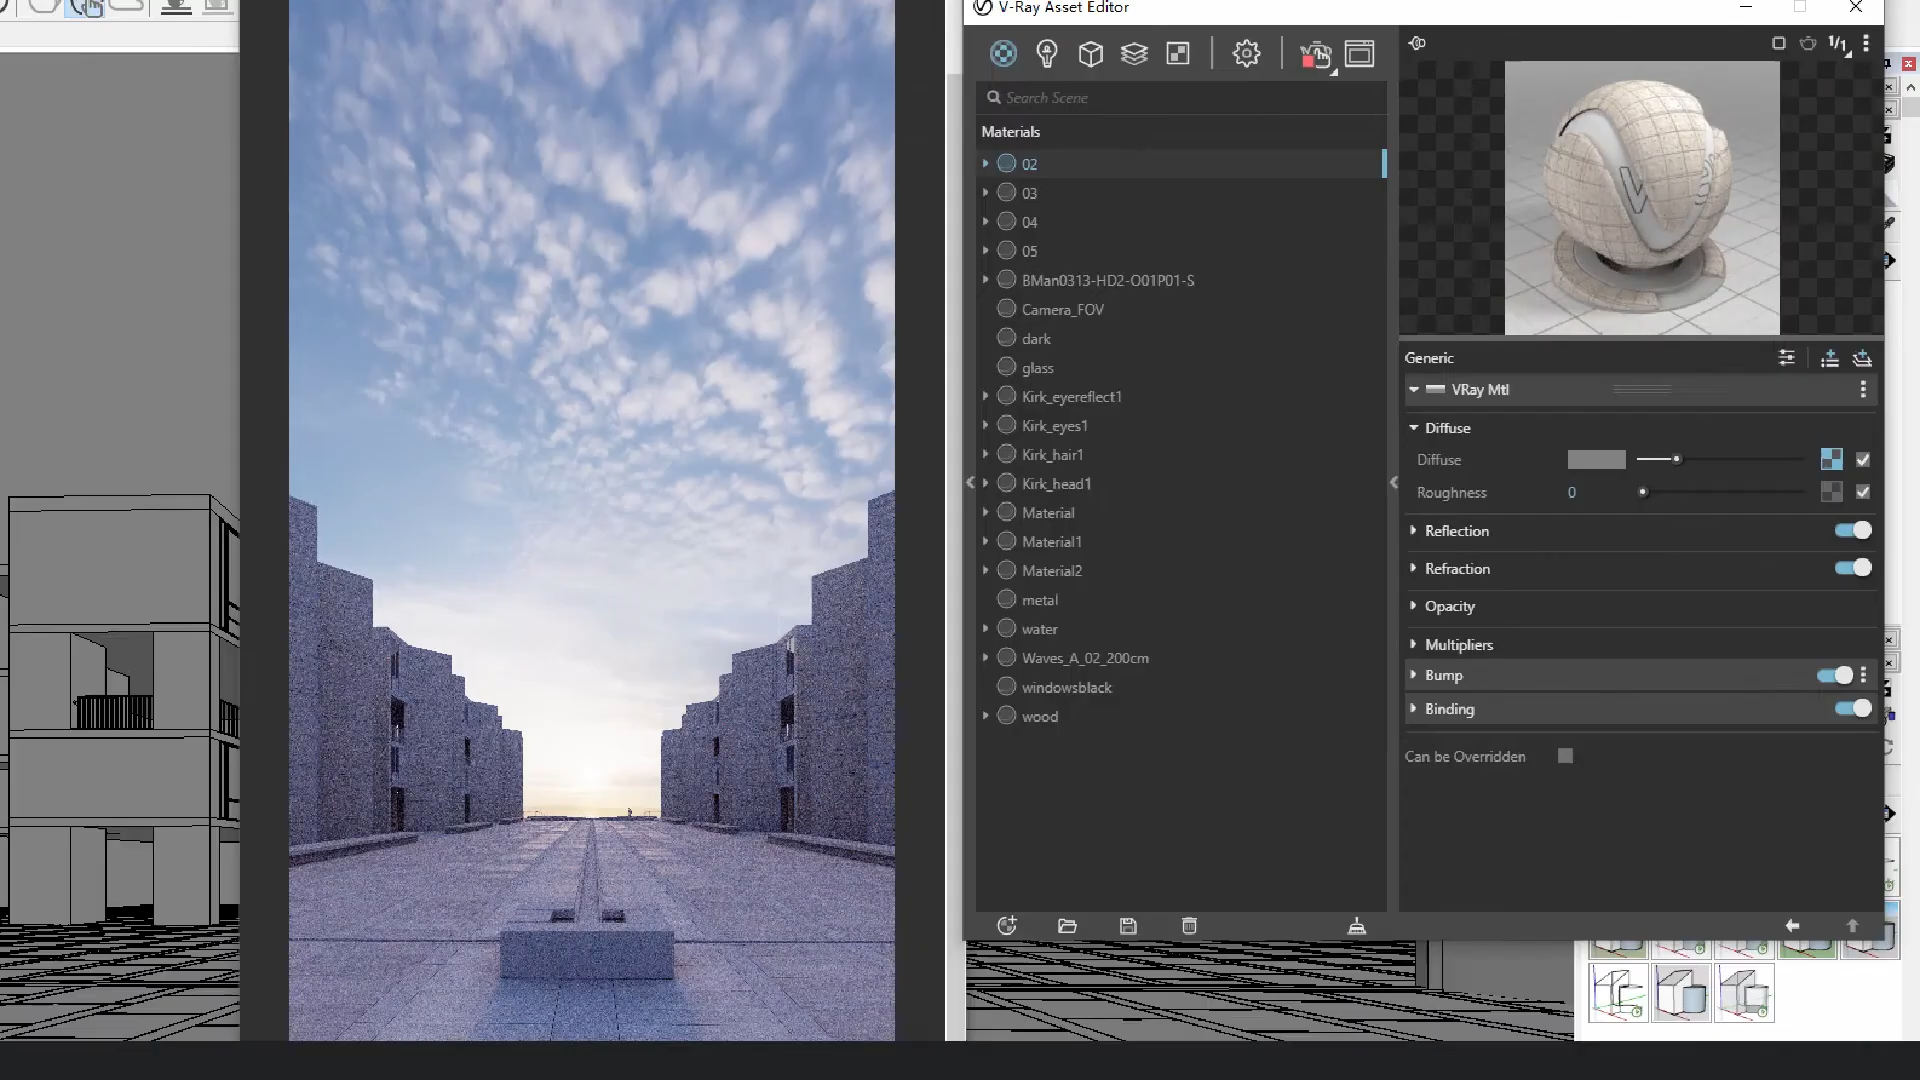 V-Ray Asset Editor
Search Scene
Materials
02
03
04
05
BMan0313-HD2-O01P01-S
Camera_FOV
dark
glass
Kirk_eyereflect1
Kirk_eyes1
Kirk_hair1
Kirk_head1
Material
Material1
Material2
metal
water
Waves_A_02_200cm
windowsblack
wood
1/1
Generic
VRay Mtl
Diffuse
Diffuse
Roughness 0
Reflection
Refraction
Opacity
Multipliers
Bump
Binding
Can be Overridden